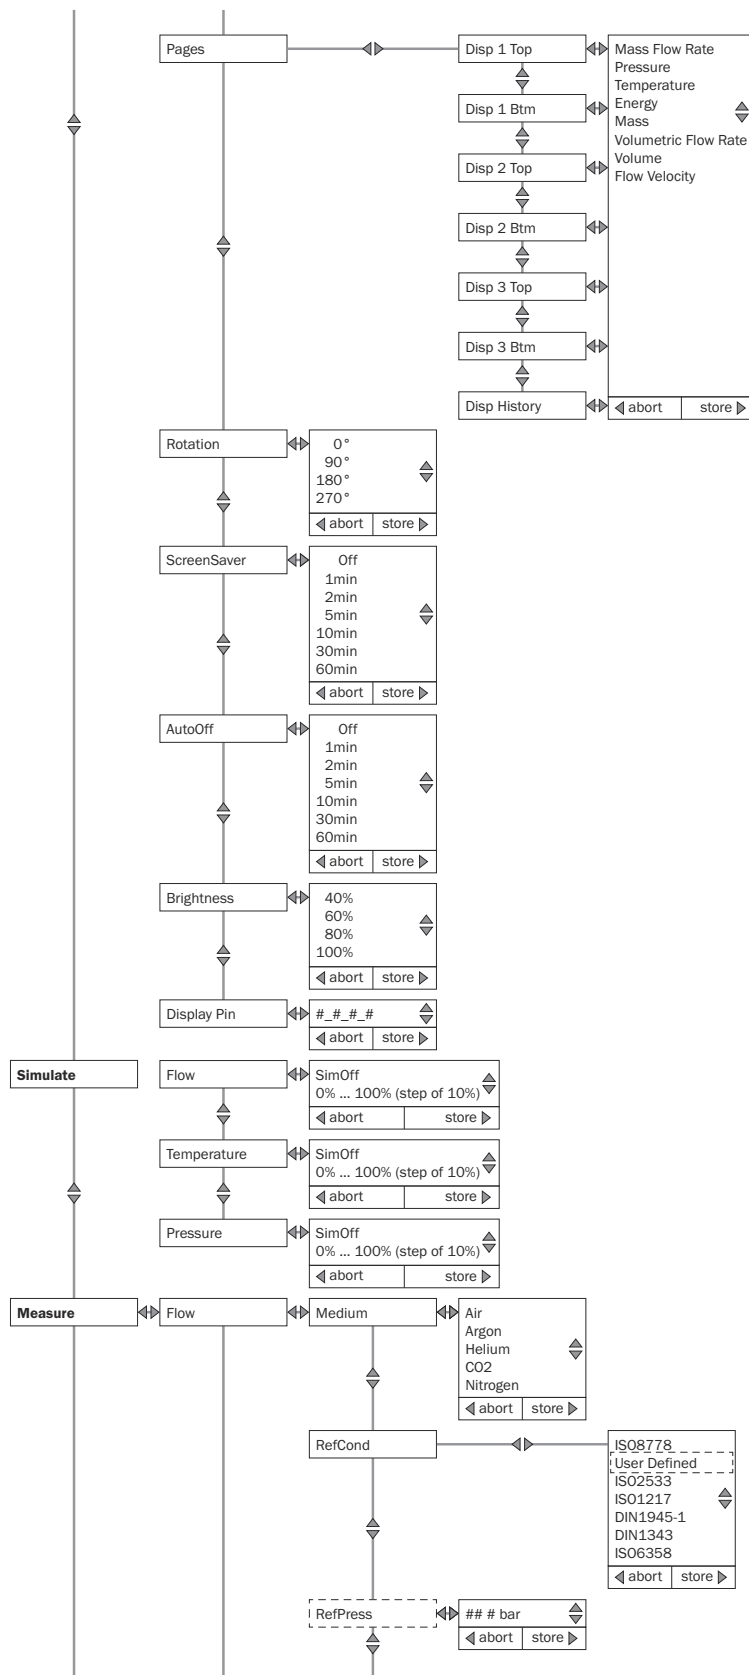 Pages
Disp 1 Top
Mass Flow Rate
Pressure
Temperature
Energy
Mass
Volumetric Flow Rate
Volume
Flow Velocity
Disp 1 Btm
Disp 2 Top
Disp 2 Btm
Disp 3 Top
Disp 3 Btm
Disp History
abort store
Rotation
0°
90°
180°
270°
abort store
ScreenSaver
Off
1min
2min
5min
10min
30min
60min
abort store
AutoOff
Off
1min
2min
5min
10min
30min
60min
abort store
Brightness
40%
60%
80%
100%
abort store
Display Pin
#_#_#_#
abort store
Simulate
Flow
SimOff
0% ... 100% (step of 10%)
abort store
Temperature
SimOff
0% ... 100% (step of 10%)
abort store
Pressure
SimOff
0% ... 100% (step of 10%)
abort store
Measure
Flow
Medium
Air
Argon
Helium
CO2
Nitrogen
abort store
RefCond
ISO8778
User Defined
ISO2533
ISO1217
DIN1945-1
DIN1343
ISO6358
abort store
RefPress
## # bar
abort store